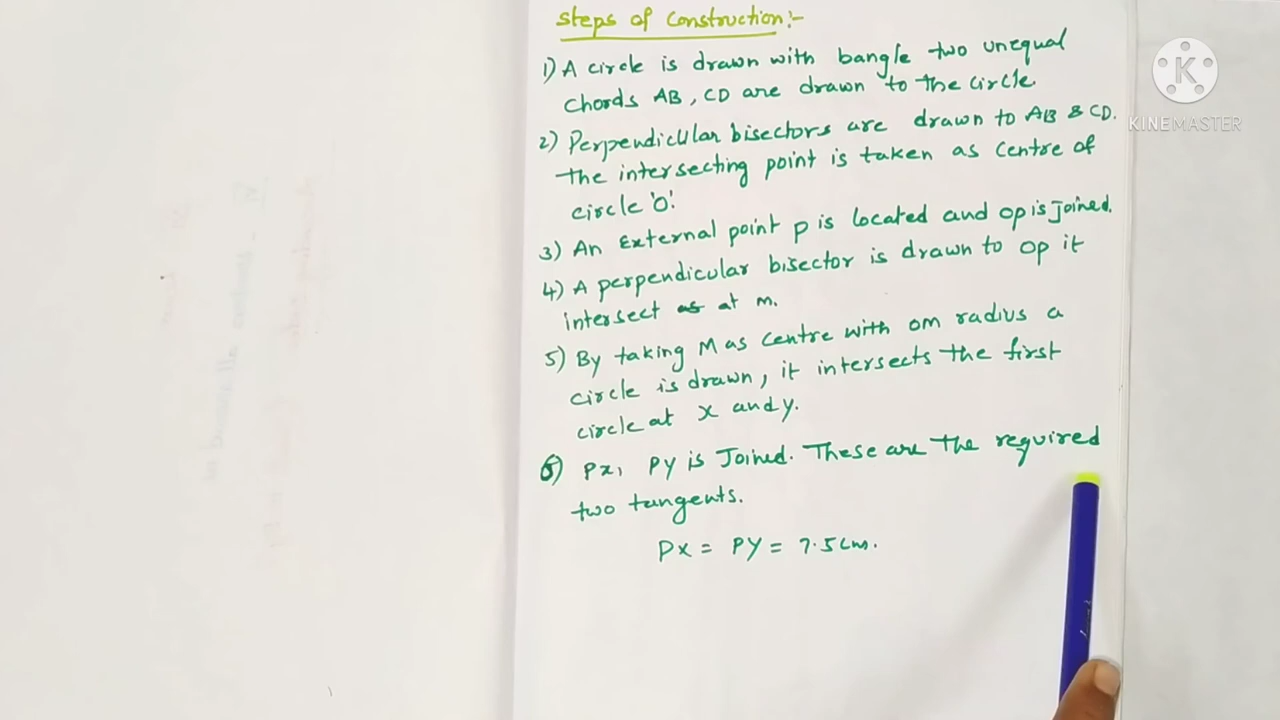 Steps of Construction:-
1) A circle is drawn with bangle two unequal
chords AB, CD are drawn to the circle
2) Perpendicular bisectors are drawn to AB & CD.
the intersecting point is taken as centre of
circle 'O'.
3) An External point p is located and op is joined.
4) A perpendicular bisector is drawn to op it
intersect as at m.
5) By taking M as centre with om radius a
circle is drawn, it intersects the first
circle at x and y.
6) Px, PY is Joined. These are the required
two tangents.
PX = PY = 7.5cm.
K
KINEMASTER